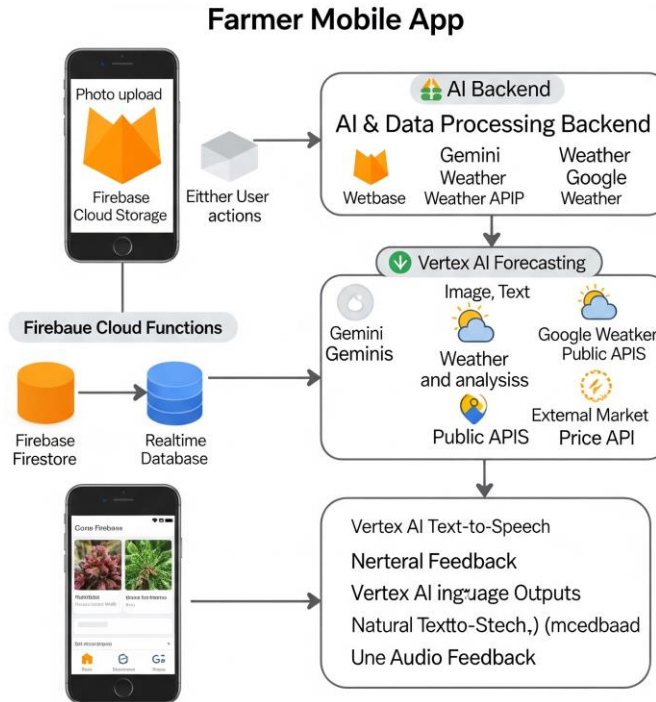 Farmer Mobile App
Photo upload
Firebase
Cloud Storage
Eitther User
actions
AI Backend
AI & Data Processing Backend
Wetbase
Gemini
Weather
Weather APIP
Weather
Google
Weather
Vertex AI Forecasting
Gemini
Geminis
Image, Text
Weather
and analysiss
Public APIS
Google Weatker
Public APIS
External Market
Price API
Firebaue Cloud Functions
Firebase
Firestore
Realtime
Database
Cone Firebase
Vertex AI Text-to-Speech
Nerteral Feedback
Vertex AI inguage Outputs
Natural Textto-Stech,) (mcedbaad
Une Audio Feedback